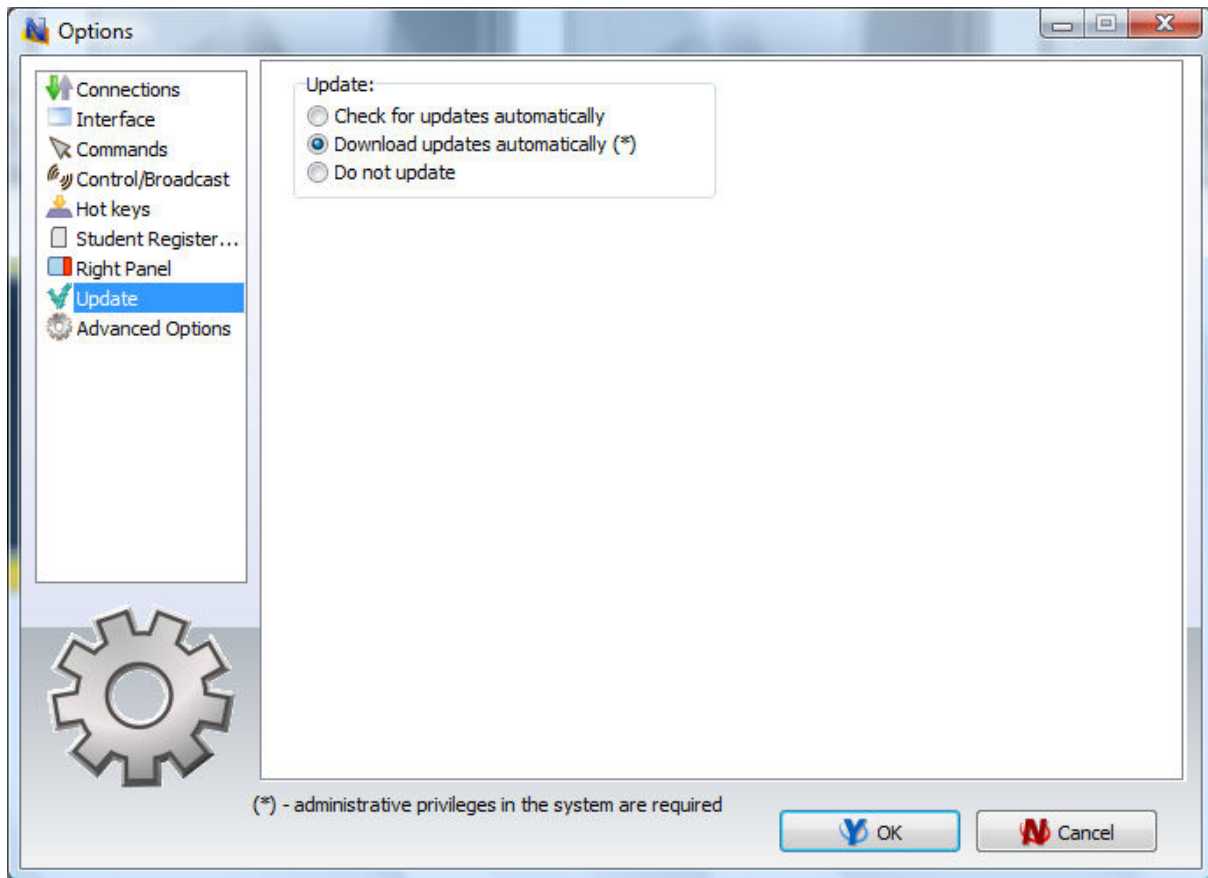 Options
Connections
Interface
Commands
Control/Broadcast
Hot keys
Student Register...
Right Panel
Update
Advanced Options
Update:
Check for updates automatically
Download updates automatically (*)
Do not update
(*) - administrative privileges in the system are required
OK
Cancel